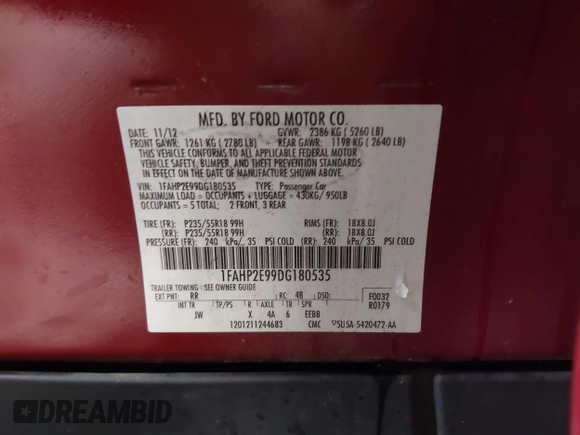 MFD. BY FORD MOTOR CO.
DATE: 11/12 GVWR: 2386 KG ( 5260 LB)
FRONT GAWR: 1261 KG ( 2780 LB) REAR GAWR: 1198 KG ( 2640 LB)
THIS VEHICLE CONFORMS TO ALL APPLICABLE FEDERAL MOTOR
VEHICLE SAFETY, BUMPER, AND THEFT PREVENTION STANDARDS
IN EFFECT ON THE DATE OF MANUFACTURE SHOWN ABOVE.
VIN: 1FAHP2E99DG180535 TYPE: Passenger Car
MAXIMUM LOAD = OCCUPANTS + LUGGAGE = 430KG/ 950LB
OCCUPANTS = 5 TOTAL; 2 FRONT, 3 REAR
TIRE (FR): P235/55R18 99H RIMS (FR): 18X8.0J
(RR): P235/55R18 99H (RR): 18X8.0J
PRESSURE (FR): 240 kPa/ 35 PSI COLD (RR): 240 kPa/ 35 PSI COLD
1FAHP2E99DG180535
TRAILER TOWING - SEE OWNER GUIDE
EXT PNT: RR RC: 48 DSO: F0032
INT TR TP/PS R AXLE TR SPR R0179
JW X 4A 6 EEBB
1201211244683 CMC 5U5A-5420472-AA
DREAMBID